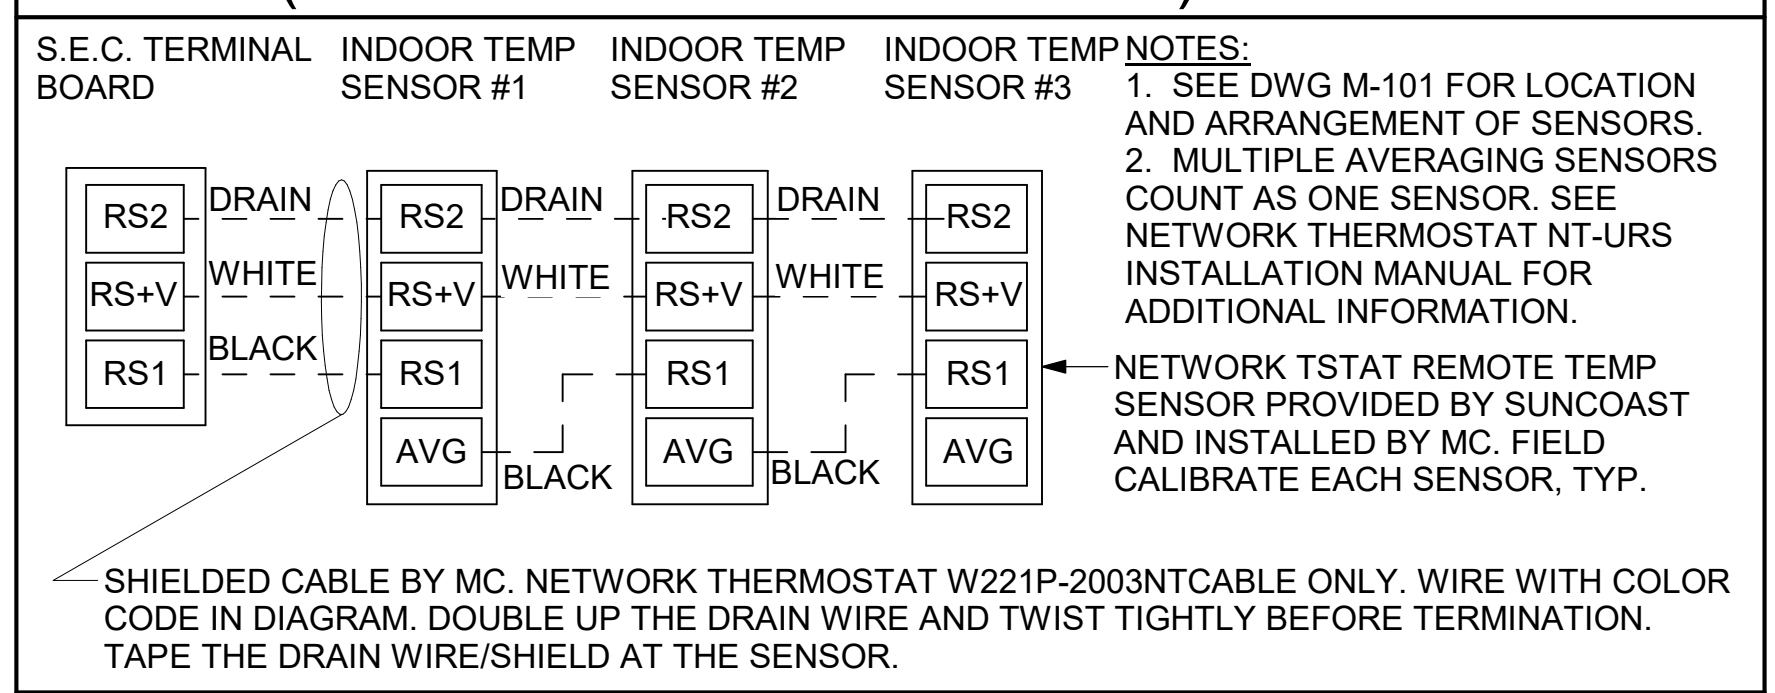 S.E.C. TERMINAL
BOARD
INDOOR TEMP
SENSOR #1
INDOOR TEMP
SENSOR #2
INDOOR TEMP
SENSOR #3
NOTES:
1. SEE DWG M-101 FOR LOCATION
AND ARRANGEMENT OF SENSORS.
2. MULTIPLE AVERAGING SENSORS
COUNT AS ONE SENSOR. SEE
NETWORK THERMOSTAT NT-URS
INSTALLATION MANUAL FOR
ADDITIONAL INFORMATION.
RS2 DRAIN RS2 DRAIN RS2 DRAIN RS2
RS+V WHITE RS+V WHITE RS+V WHITE RS+V
RS1 BLACK RS1 RS1 RS1
AVG BLACK AVG BLACK AVG
NETWORK TSTAT REMOTE TEMP
SENSOR PROVIDED BY SUNCOAST
AND INSTALLED BY MC. FIELD
CALIBRATE EACH SENSOR, TYP.
SHIELDED CABLE BY MC. NETWORK THERMOSTAT W221P-2003NTCABLE ONLY. WIRE WITH COLOR
CODE IN DIAGRAM. DOUBLE UP THE DRAIN WIRE AND TWIST TIGHTLY BEFORE TERMINATION.
TAPE THE DRAIN WIRE/SHIELD AT THE SENSOR.